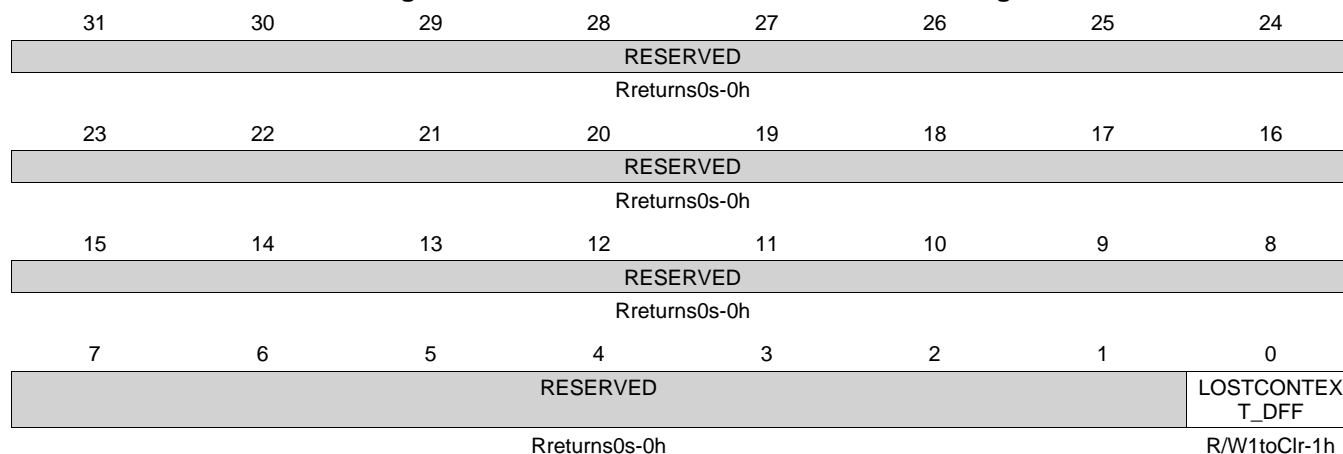 31 30 29 28 27 26 25 24
RESERVED
Rreturns0s-0h
23 22 21 20 19 18 17 16
RESERVED
Rreturns0s-0h
15 14 13 12 11 10 9 8
RESERVED
Rreturns0s-0h
7 6 5 4 3 2 1 0
RESERVED LOSTCONTEX
T_DFF
Rreturns0s-0h R/W1toClr-1h